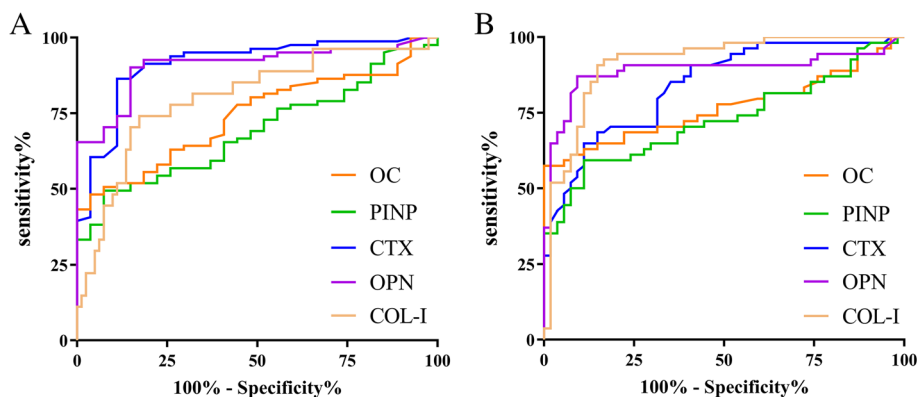 A
sensitivity%
100
75
50
25
0
0
25
50
75
100
100% - Specificity%
OC
PINP
CTX
OPN
COL-I
B
sensitivity%
100
75
50
25
0
0
25
50
75
100
100% - Specificity%
OC
PINP
CTX
OPN
COL-I